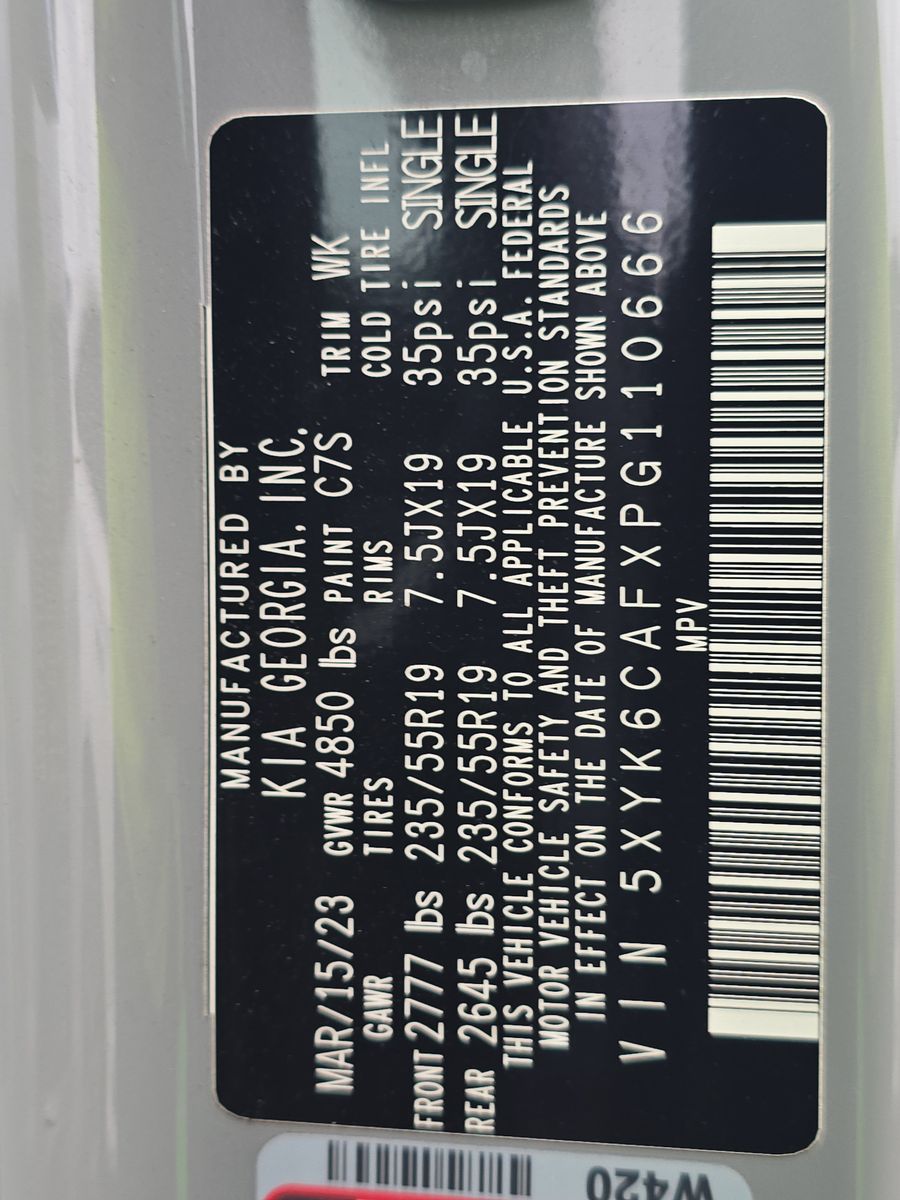 MANUFACTURED BY
KIA GEORGIA, INC.
MAR/15/23 GVWR 4850 lbs PAINT C7S TRIM WK
GAWR TIRES RIMS COLD TIRE INFL
FRONT 2777 lbs 235/55R19 7.5JX19 35psi SINGLE
REAR 2645 lbs 235/55R19 7.5JX19 35psi SINGLE
THIS VEHICLE CONFORMS TO ALL APPLICABLE U.S.A. FEDERAL
MOTOR VEHICLE SAFETY AND THEFT PREVENTION STANDARDS
IN EFFECT ON THE DATE OF MANUFACTURE SHOWN ABOVE
VIN 5XYK6CAFXPG110666
MPV
W420